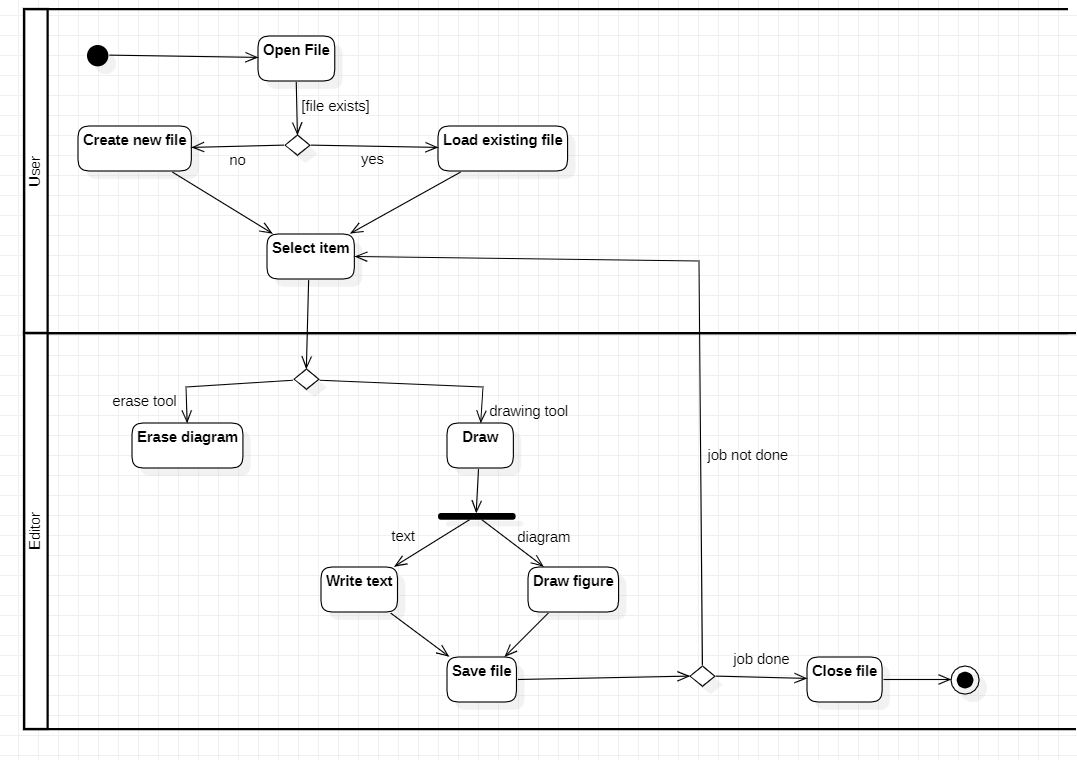 Open File
[file exists]
Create new file
no
yes
Load existing file
User
Select item
erase tool
drawing tool
Erase diagram
Draw
job not done
Editor
text
diagram
Write text
Draw figure
job done
Save file
Close file